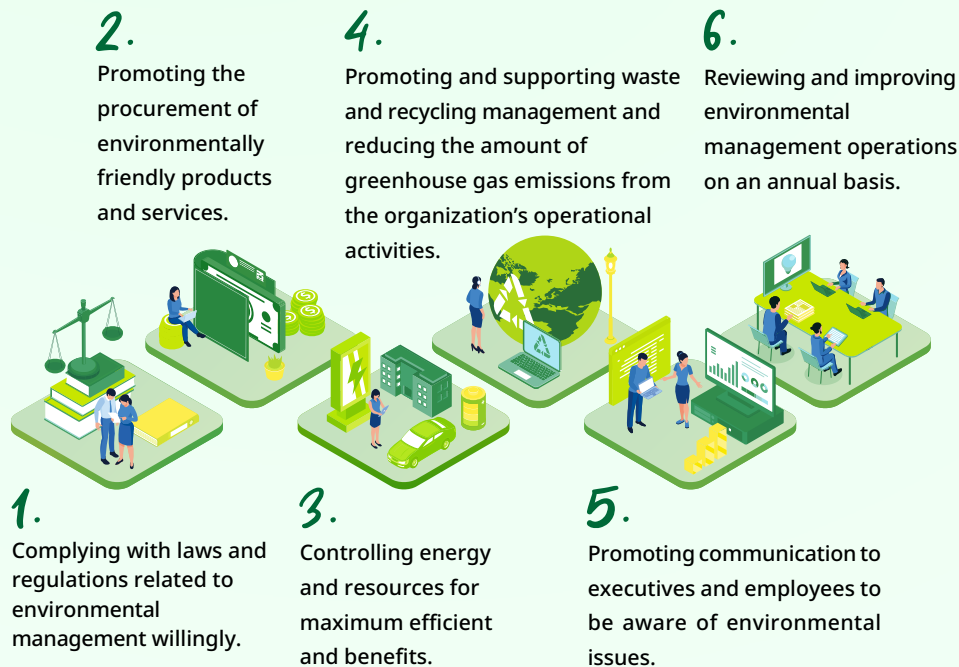 1.
Complying with laws and
regulations related to
environmental
management willingly.
2.
Promoting the
procurement of
environmentally
friendly products
and services.
3.
Controlling energy
and resources for
maximum efficient
and benefits.
4.
Promoting and supporting waste
and recycling management and
reducing the amount of
greenhouse gas emissions from
the organization’s operational
activities.
5.
Promoting communication to
executives and employees to
be aware of environmental
issues.
6.
Reviewing and improving
environmental
management operations
on an annual basis.